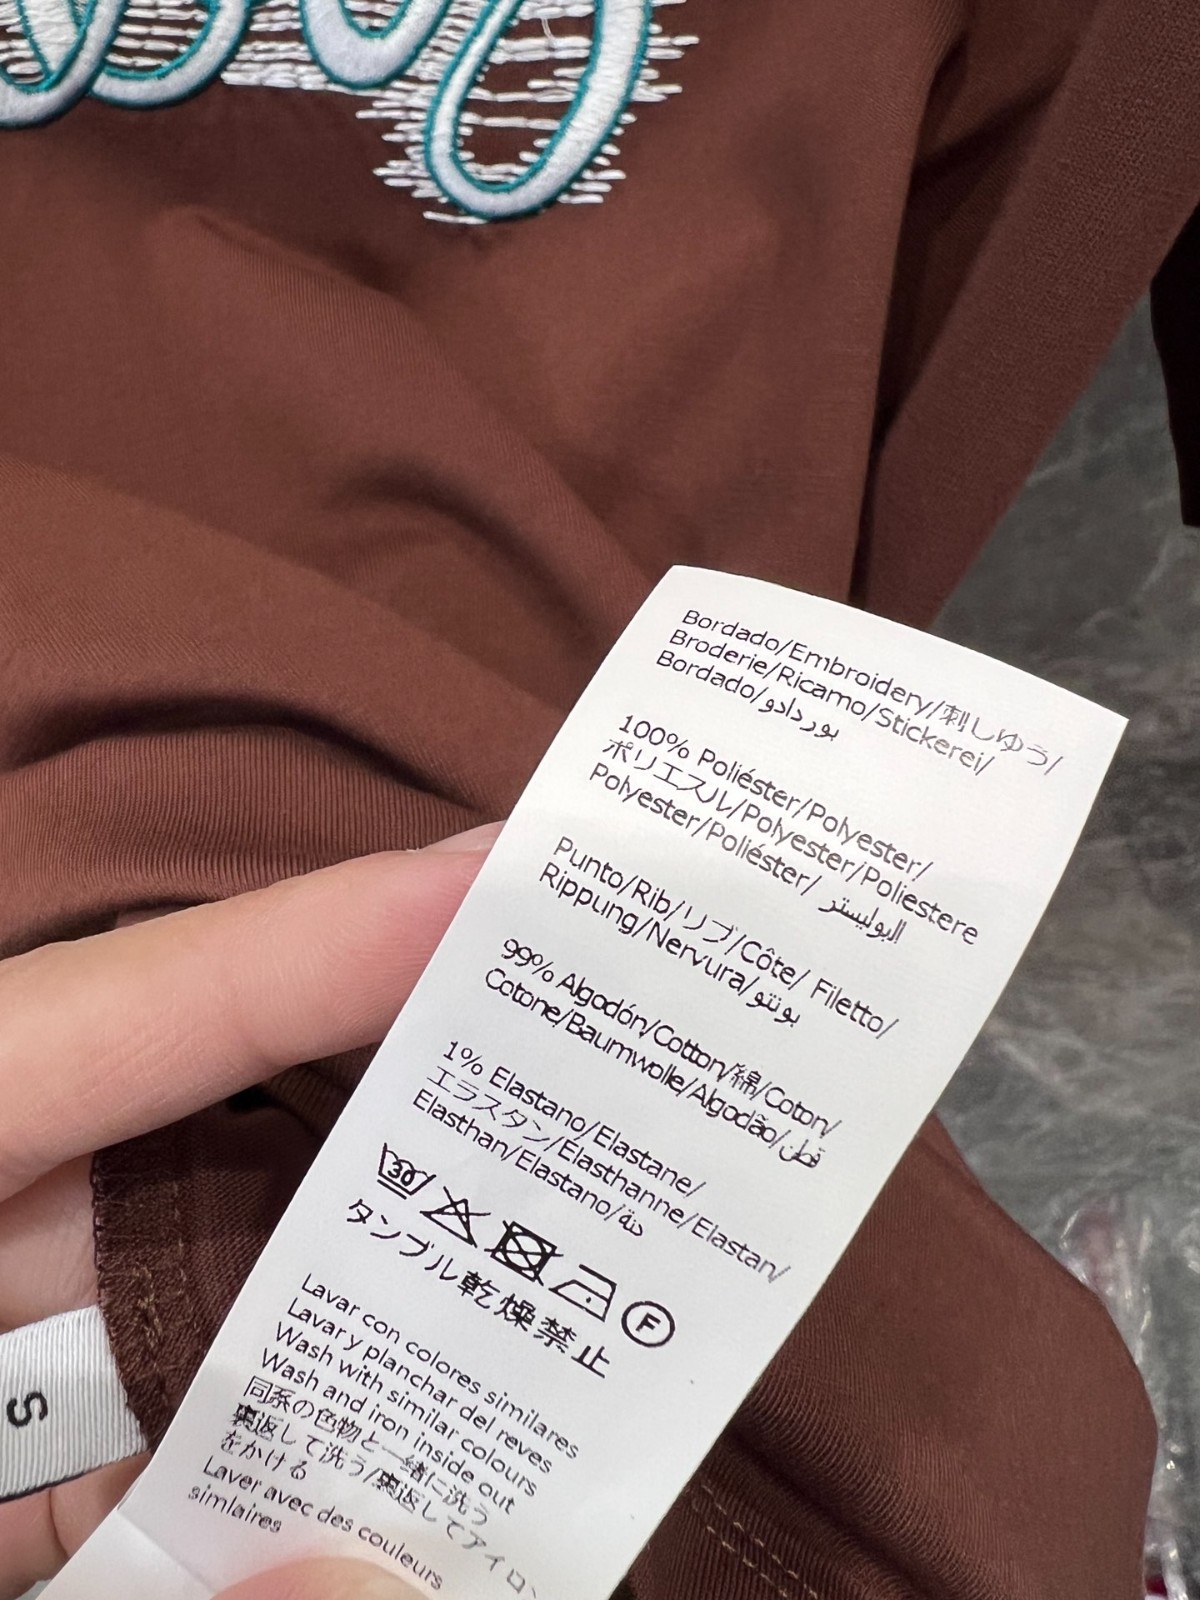 Bordado/Embroidery/刺しゆう/
Broderie/Ricamo/Stickerei/
Bordado/بوردادو
100% Poliéster/Polyester/
ポリエスル/Polyester/Poliestere
Polyester/Poliéster/ البوليستر
Punto/Rib/リブ/Côte/ Filetto/
Rippung/Nervura/بونتو
99% Algodón/Cotton/綿/Coton/
Cotone/Baumwolle/Algodão/قطن
1% Elastano/Elastane/
エラスタン/Elasthanne/Elastan/
Elasthan/Elastano/دنة
30
F
タンブル乾燥禁止
Lavar con colores similares
Lavar y planchar del reves
Wash with similar colours
Wash and iron inside out
同系の色物と一緒に洗う
裏返して洗う/裏返してアイロン
をかける
Laver avec des couleurs
simlaires
S